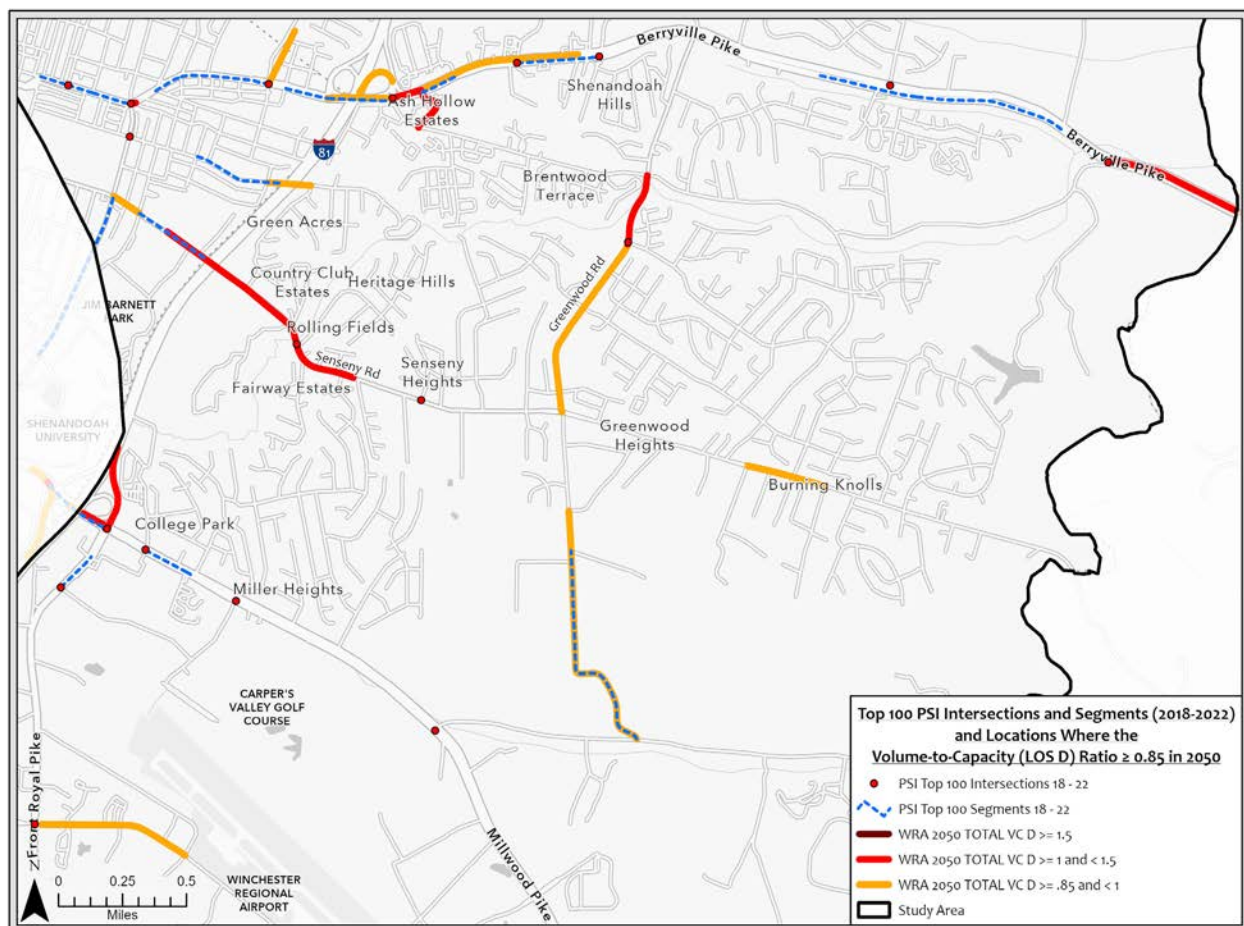 Berryville Pike
Shenandoah
Hills
Ash Hollow
Estates
81
Berryville Pike
Brentwood
Terrace
Green Acres
Country Club
Estates
Heritage Hills
Greenwood Rd
JIM BARNETT
PARK
Rolling Fields
Senseny Rd
Senseny
Heights
Fairway Estates
SHENANDOAH
UNIVERSITY
Greenwood
Heights
Burning Knolls
College Park
Miller Heights
CARPER'S
VALLEY GOLF
COURSE
Front Royal Pike
Millwood Pike
WINCHESTER
REGIONAL
AIRPORT
N
0 0.25 0.5
Miles
Top 100 PSI Intersections and Segments (2018-2022)
and Locations Where the
Volume-to-Capacity (LOS D) Ratio ≥ 0.85 in 2050
PSI Top 100 Intersections 18 - 22
PSI Top 100 Segments 18 - 22
WRA 2050 TOTAL VC D >= 1.5
WRA 2050 TOTAL VC D >= 1 and < 1.5
WRA 2050 TOTAL VC D >= .85 and < 1
Study Area